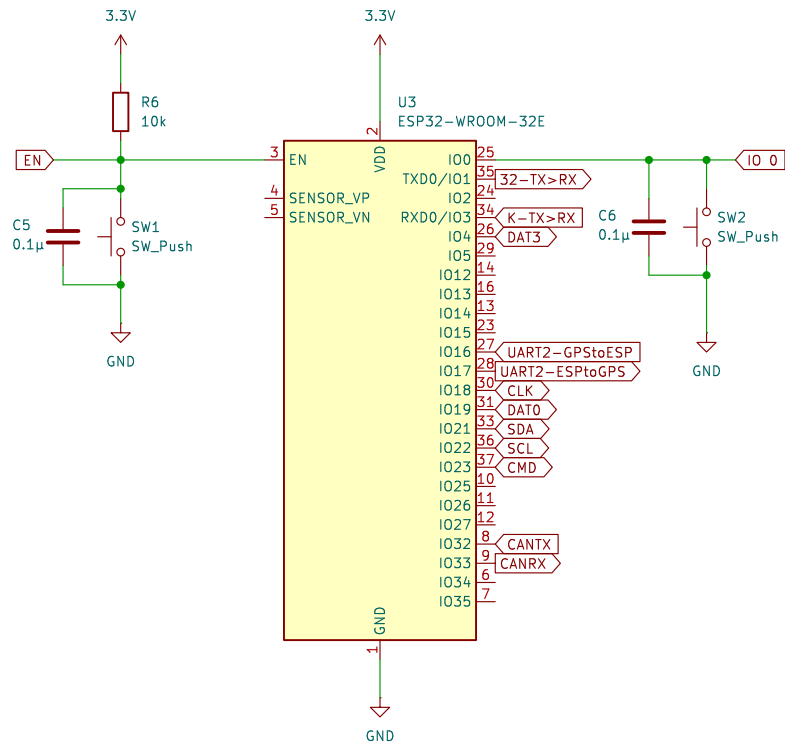 3.3V
3.3V
R6
10k
U3
ESP32-WROOM-32E
2
VDD
EN
3
EN
IO0
25
IO 0
TXD0/IO1
35
32-TX>RX
4
SENSOR_VP
IO2
24
5
SENSOR_VN
RXD0/IO3
34
K-TX>RX
IO4
26
DAT3
C5
0.1µ
SW1
SW_Push
C6
0.1µ
SW2
SW_Push
IO5
29
IO12
14
IO13
16
IO14
13
IO15
23
IO16
27
UART2-GPStoESP
IO17
28
UART2-ESPtoGPS
GND
GND
IO18
30
CLK
IO19
31
DAT0
IO21
33
SDA
IO22
36
SCL
IO23
37
CMD
IO25
10
IO26
11
IO27
12
IO32
8
CANTX
IO33
9
CANRX
IO34
6
IO35
7
GND
1
GND